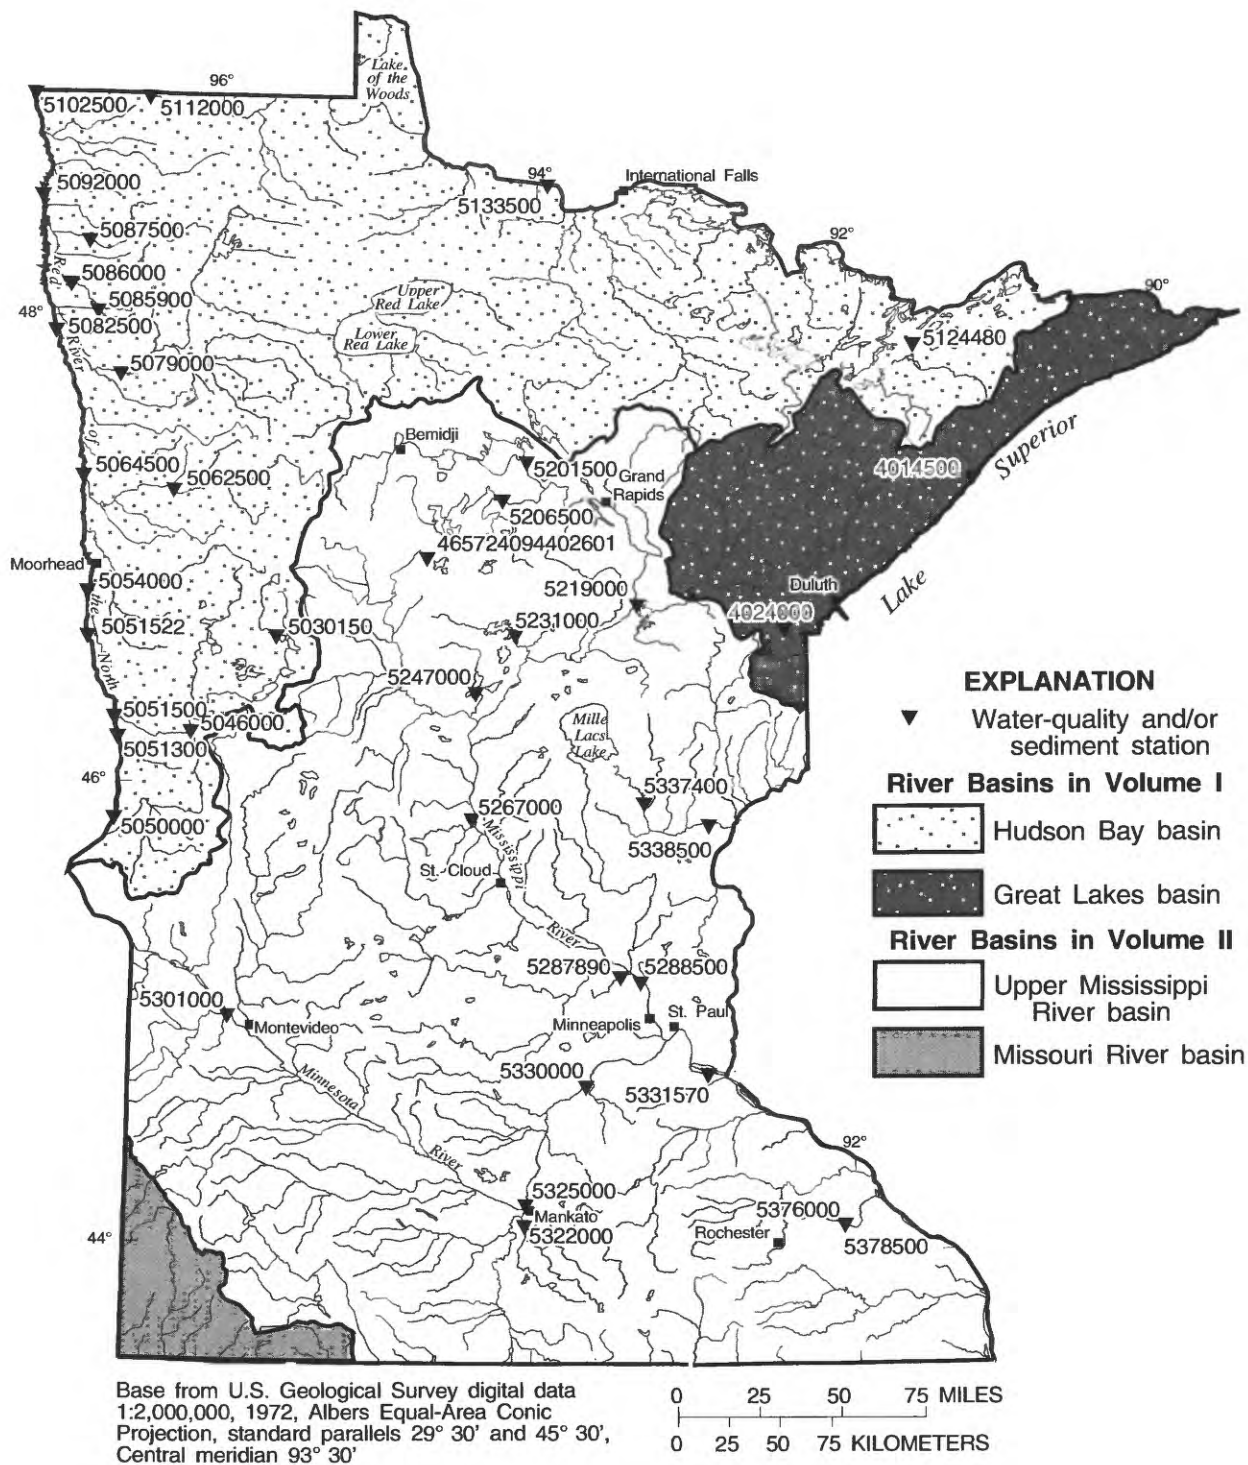 Lake
of the
Woods
96°
5102500
5112000
94°
International Falls
5092000
5133500
5087500
92°
Red
5086000
90°
Upper
Red Lake
5085900
48°
5082500
Lower
Red Lake
5124480
River
5079000
Bemidji
of
5064500
5062500
5201500
Grand
Rapids
4014500
Superior
5206500
465724094402601
Moorhead
5054000
the
5219000
Duluth
Lake
4024000
5051522
5030150
5231000
North
5247000
EXPLANATION
Water-quality and/or
sediment station
5051500
5046000
Mille
Lacs
Lake
5051300
46°
5337400
River Basins in Volume I
5050000
5267000
Mississippi
Hudson Bay basin
5338500
St. Cloud
Great Lakes basin
River
River Basins in Volume II
5287890
5288500
Upper Mississippi
River basin
5301000
Montevideo
Minneapolis
St. Paul
Missouri River basin
Minnesota
5330000
5331570
92°
River
5325000
Mankato
5376000
44°
5322000
Rochester
5378500
Base from U.S. Geological Survey digital data
1:2,000,000, 1972, Albers Equal-Area Conic
Projection, standard parallels 29° 30' and 45° 30',
Central meridian 93° 30'
0 25 50 75 MILES
0 25 50 75 KILOMETERS